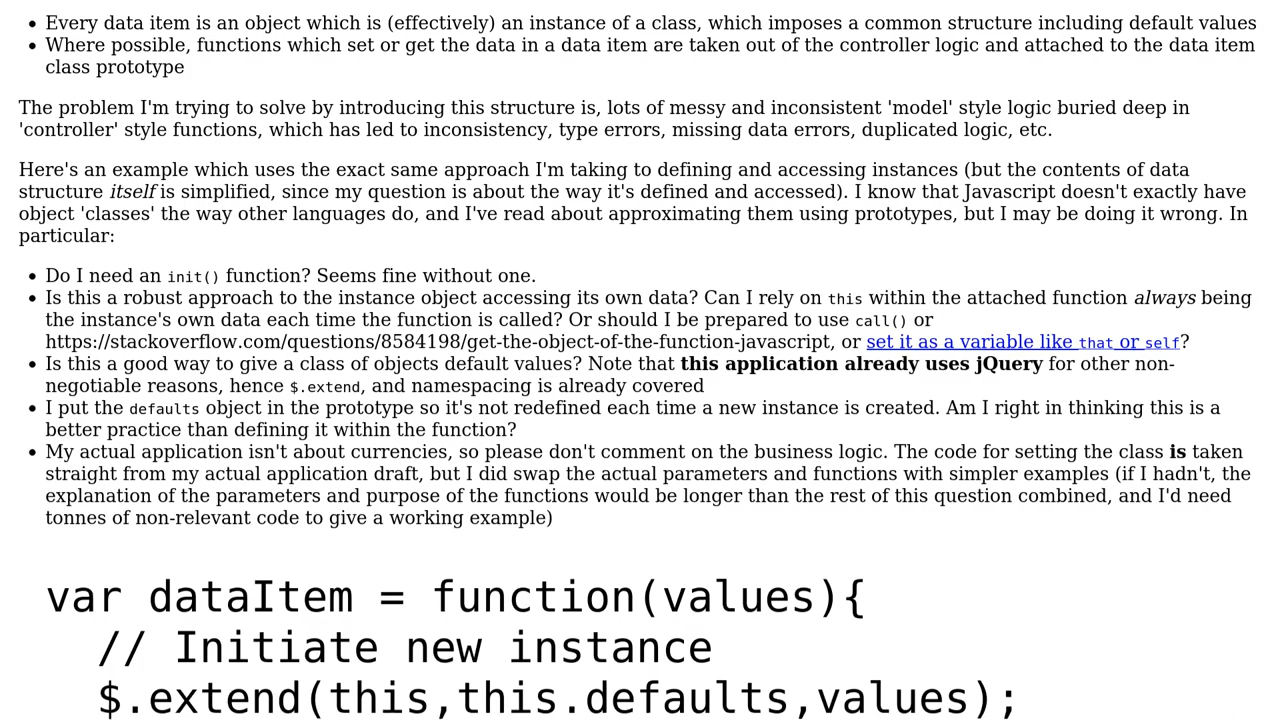 • Every data item is an object which is (effectively) an instance of a class, which imposes a common structure including default values
• Where possible, functions which set or get the data in a data item are taken out of the controller logic and attached to the data item
class prototype
The problem I'm trying to solve by introducing this structure is, lots of messy and inconsistent 'model' style logic buried deep in
'controller' style functions, which has led to inconsistency, type errors, missing data errors, duplicated logic, etc.
Here's an example which uses the exact same approach I'm taking to defining and accessing instances (but the contents of data
structure itself is simplified, since my question is about the way it's defined and accessed). I know that Javascript doesn't exactly have
object 'classes' the way other languages do, and I've read about approximating them using prototypes, but I may be doing it wrong. In
particular:
• Do I need an init() function? Seems fine without one.
• Is this a robust approach to the instance object accessing its own data? Can I rely on this within the attached function always being
the instance's own data each time the function is called? Or should I be prepared to use call() or
https://stackoverflow.com/questions/8584198/get-the-object-of-the-function-javascript, or set it as a variable like that or self?
• Is this a good way to give a class of objects default values? Note that this application already uses jQuery for other non-
negotiable reasons, hence $.extend, and namespacing is already covered
• I put the defaults object in the prototype so it's not redefined each time a new instance is created. Am I right in thinking this is a
better practice than defining it within the function?
• My actual application isn't about currencies, so please don't comment on the business logic. The code for setting the class is taken
straight from my actual application draft, but I did swap the actual parameters and functions with simpler examples (if I hadn't, the
explanation of the parameters and purpose of the functions would be longer than the rest of this question combined, and I'd need
tonnes of non-relevant code to give a working example)
var dataItem = function(values){
// Initiate new instance
$.extend(this,this.defaults,values);